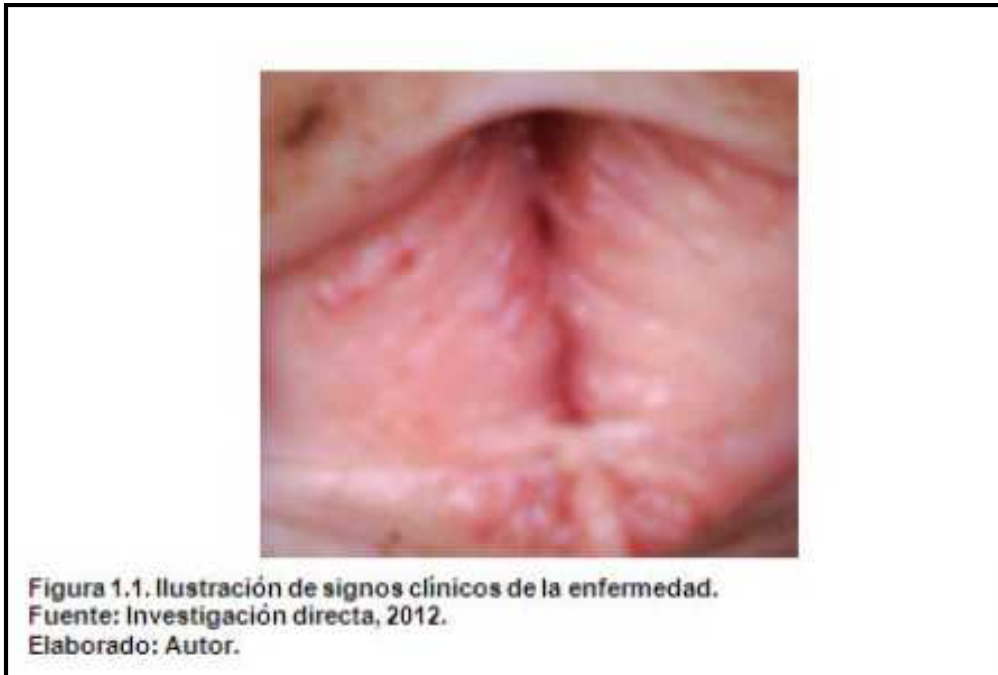 Figura 1.1. Ilustración de signos clínicos de la enfermedad.
Fuente: Investigación directa, 2012.
Elaborado: Autor.